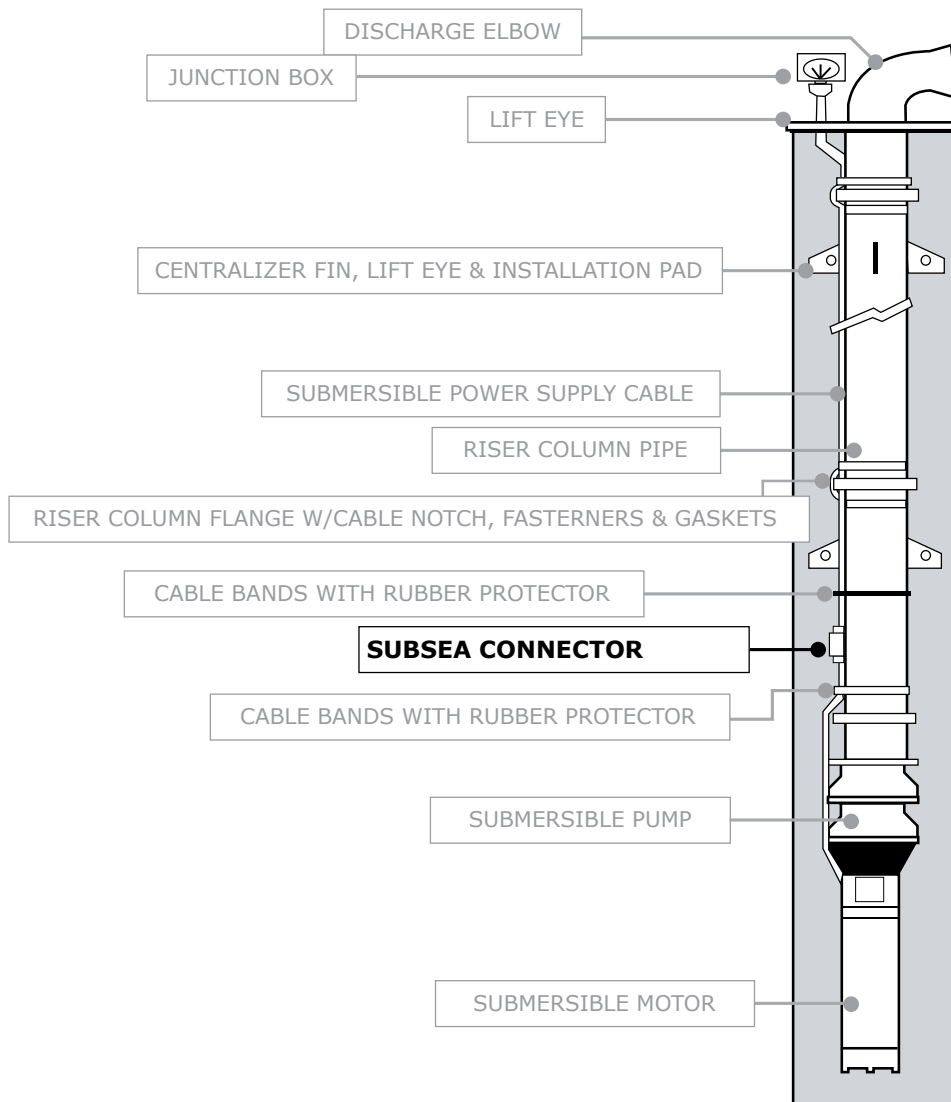 DISCHARGE ELBOW
JUNCTION BOX
LIFT EYE
CENTRALIZER FIN, LIFT EYE & INSTALLATION PAD
SUBMERSIBLE POWER SUPPLY CABLE
RISER COLUMN PIPE
RISER COLUMN FLANGE W/CABLE NOTCH, FASTERNERS & GASKETS
CABLE BANDS WITH RUBBER PROTECTOR
SUBSEA CONNECTOR
CABLE BANDS WITH RUBBER PROTECTOR
SUBMERSIBLE PUMP
SUBMERSIBLE MOTOR